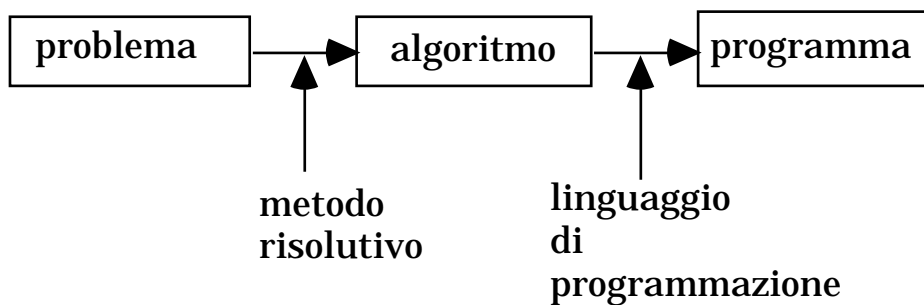 problema
algoritmo
programma
metodo
risolutivo
linguaggio
di
programmazione